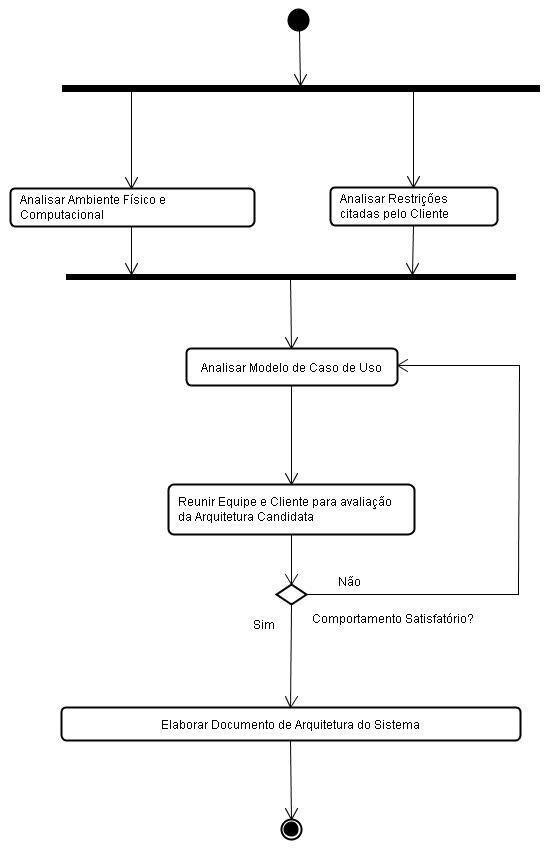 Analisar Ambiente Físico e
Computacional
Analisar Restrições
citadas pelo Cliente
Analisar Modelo de Caso de Uso
Reunir Equipe e Cliente para avaliação
da Arquitetura Candidata
Não
Comportamento Satisfatório?
Sim
Elaborar Documento de Arquitetura do Sistema